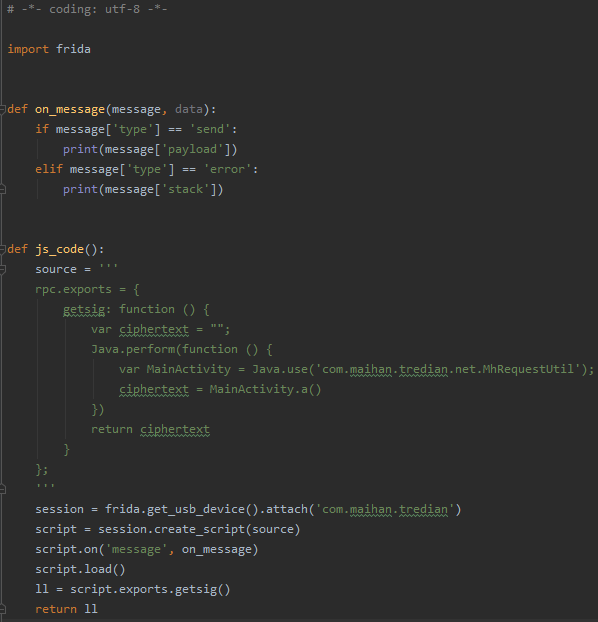 # -*- coding: utf-8 -*-
import frida
def on_message(message, data):
if message['type'] == 'send':
print(message['payload'])
elif message['type'] == 'error':
print(message['stack'])
def js_code():
source = '''
rpc.exports = {
getsig: function () {
var ciphertext = "";
Java.perform(function () {
var MainActivity = Java.use('com.maihan.tredian.net.MhRequestUtil');
ciphertext = MainActivity.a()
})
return ciphertext
}
};
'''
session = frida.get_usb_device().attach('com.maihan.tredian')
script = session.create_script(source)
script.on('message', on_message)
script.load()
ll = script.exports.getsig()
return ll